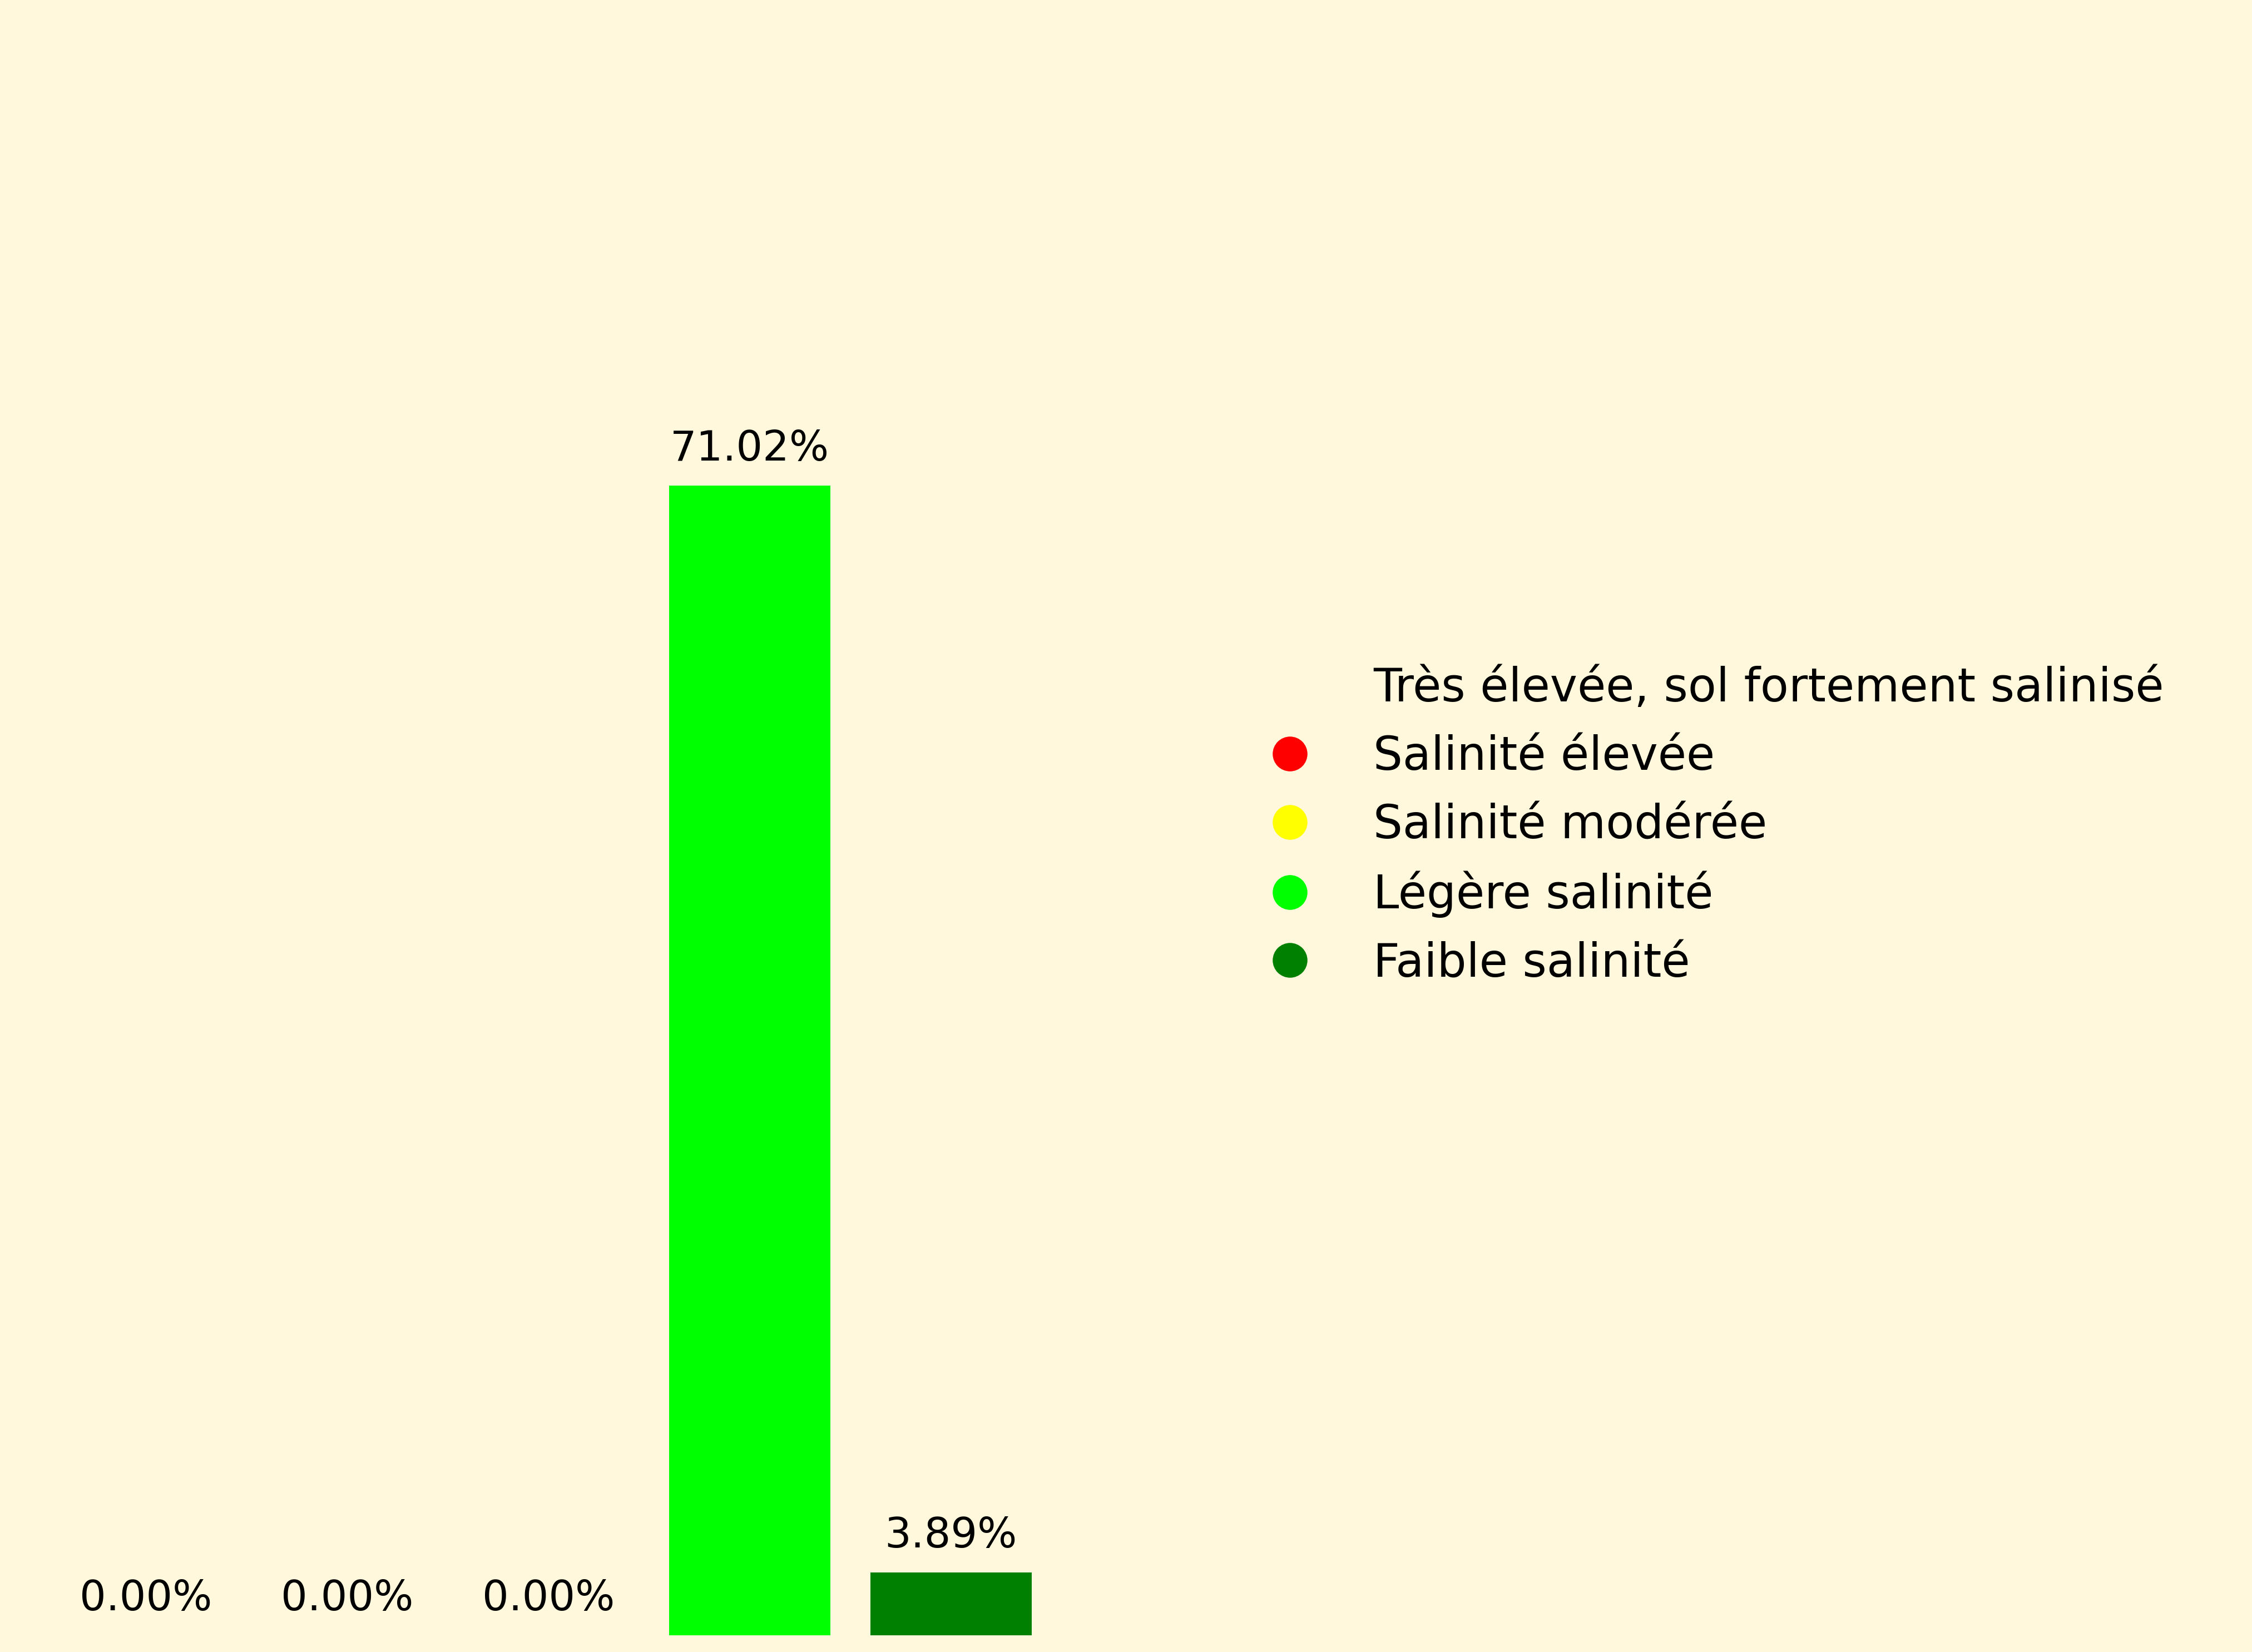 71.02%
Très élevée, sol fortement salinisé
Salinité élevée
Salinité modérée
Légère salinité
Faible salinité
3.89%
0.00% 0.00% 0.00%